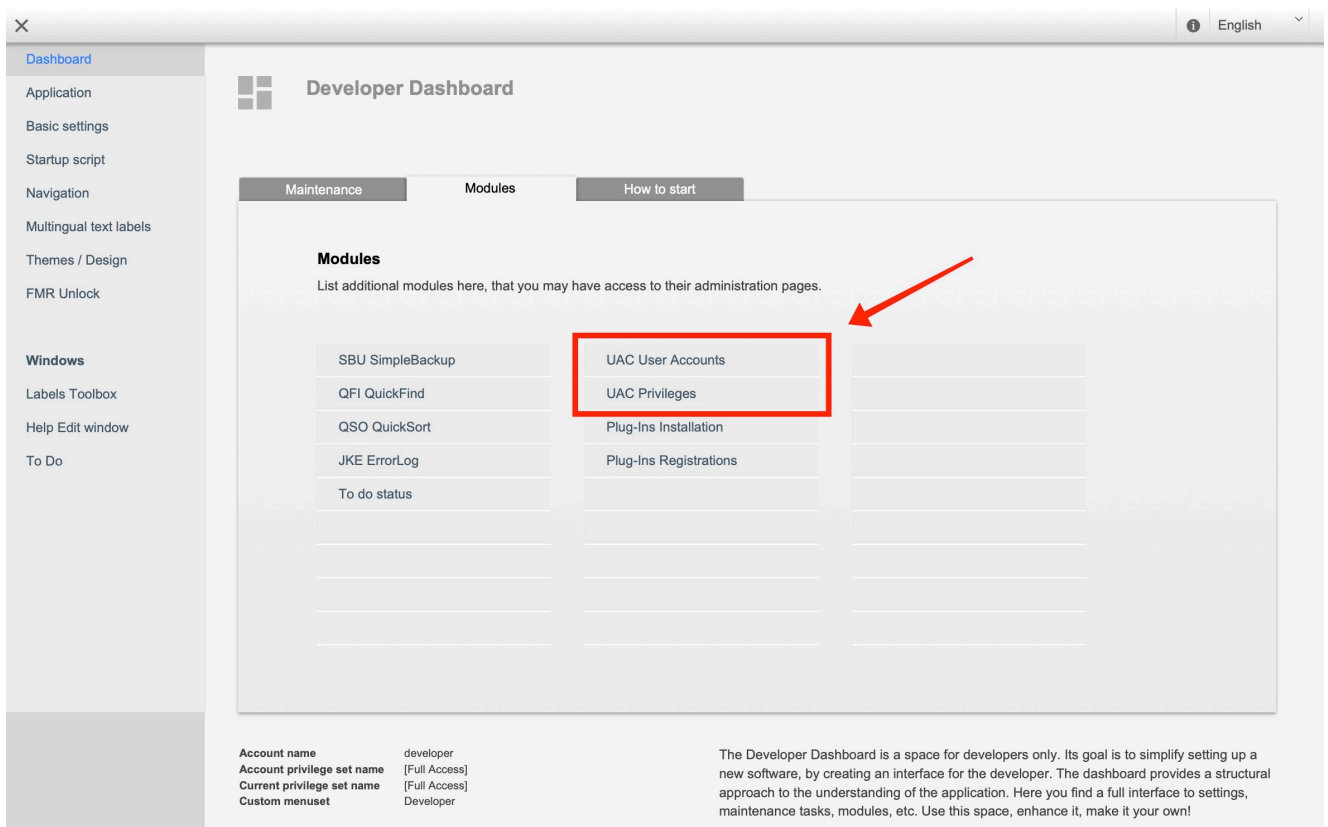 English
Dashboard
Application
Basic settings
Startup script
Navigation
Multingual text labels
Themes / Design
FMR Unlock
Windows
Labels Toolbox
Help Edit window
To Do
Developer Dashboard
Maintenance
Modules
How to start
Modules
List additional modules here, that you may have access to their administration pages.
SBU SimpleBackup
QFI QuickFind
QSO QuickSort
JKE ErrorLog
To do status
UAC User Accounts
UAC Privileges
Plug-Ins Installation
Plug-Ins Registrations
Account name developer
Account privilege set name [Full Access]
Current privilege set name [Full Access]
Custom menuset Developer
The Developer Dashboard is a space for developers only. Its goal is to simplify setting up a
new software, by creating an interface for the developer. The dashboard provides a structural
approach to the understanding of the application. Here you find a full interface to settings,
maintenance tasks, modules, etc. Use this space, enhance it, make it your own!